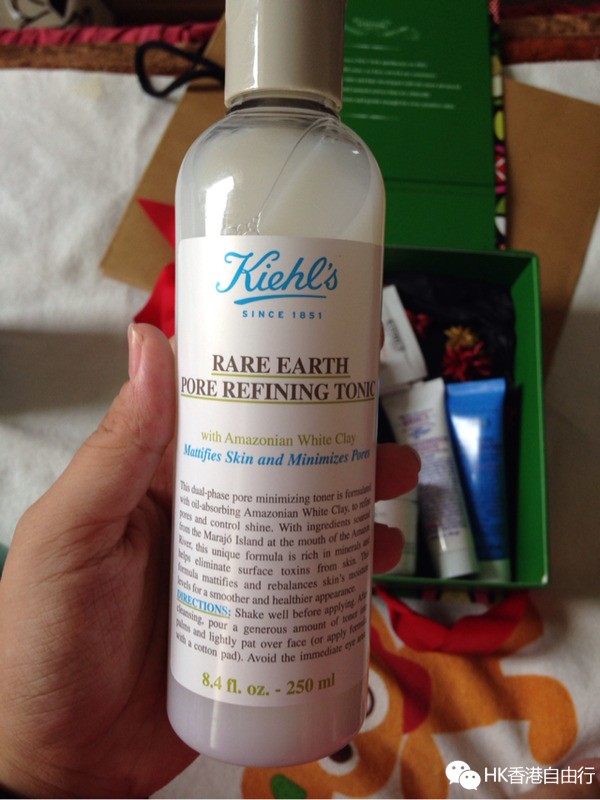 Kiehl's
SINCE 1851
RARE EARTH
PORE REFINING TONIC
with Amazonian White Clay
Mattifies Skin and Minimizes Pores
This dual-phase pore minimizing toner is formulated
with oil-absorbing Amazonian White Clay, to refine
pores and control shine. With ingredients sourced
from the Marajó Island at the mouth of the Amazon
River, this unique formula is rich in minerals and
helps eliminate surface toxins from skin. The
formula mattifies and rebalances skin's moisture
levels for a smoother and healthier appearance.
DIRECTIONS: Shake well before applying. After
cleansing, pour a generous amount of toner into
palms and lightly pat over face (or apply formula
with a cotton pad). Avoid the immediate eye area.
8.4 fl. oz. - 250 ml
HK香港自由行